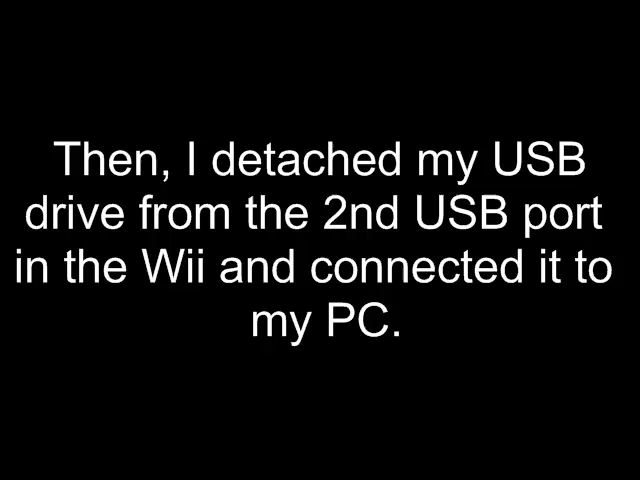 Then, I detached my USB
drive from the 2nd USB port
in the Wii and connected it to
my PC.